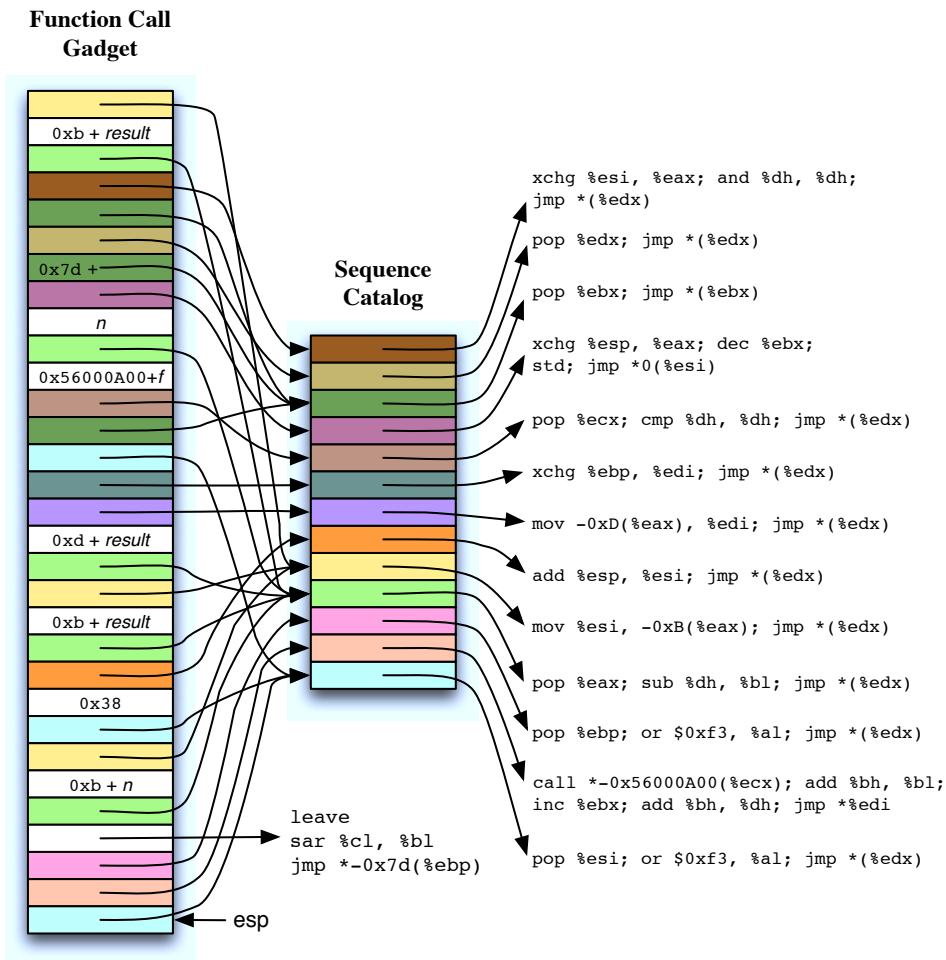 Function Call
Gadget
0xb + result
0x7d +
n
0x56000A00+f
0xd + result
0xb + result
0x38
0xb + n
esp
leave
sar %cl, %bl
jmp *-0x7d(%ebp)
Sequence
Catalog
xchg %esi, %eax; and %dh, %dh;
jmp *(%edx)
pop %edx; jmp *(%edx)
pop %ebx; jmp *(%ebx)
xchg %esp, %eax; dec %ebx;
std; jmp *0(%esi)
pop %ecx; cmp %dh, %dh; jmp *(%edx)
xchg %ebp, %edi; jmp *(%edx)
mov -0xD(%eax), %edi; jmp *(%edx)
add %esp, %esi; jmp *(%edx)
mov %esi, -0xB(%eax); jmp *(%edx)
pop %eax; sub %dh, %bl; jmp *(%edx)
pop %ebp; or $0xf3, %al; jmp *(%edx)
call *-0x56000A00(%ecx); add %bh, %bl;
inc %ebx; add %bh, %dh; jmp *%edi
pop %esi; or $0xf3, %al; jmp *(%edx)